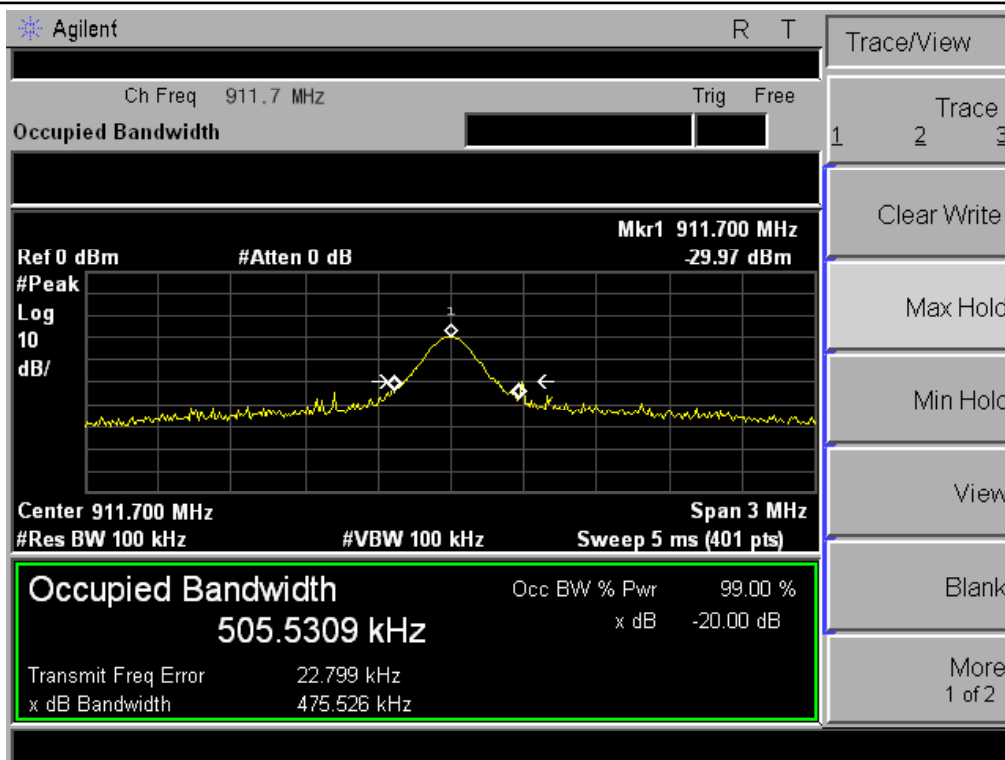 Agilent R T
Ch Freq 911.7 MHz Trig Free
Occupied Bandwidth
Mkr1 911.700 MHz
Ref 0 dBm #Atten 0 dB -29.97 dBm
#Peak
Log
10
dB/
1
Center 911.700 MHz Span 3 MHz
#Res BW 100 kHz #VBW 100 kHz Sweep 5 ms (401 pts)
Occupied Bandwidth Occ BW % Pwr 99.00 %
505.5309 kHz x dB -20.00 dB
Transmit Freq Error 22.799 kHz
x dB Bandwidth 475.526 kHz
Trace/View
Trace
1 2 3
Clear Write
Max Hold
Min Hold
View
Blank
More
1 of 2